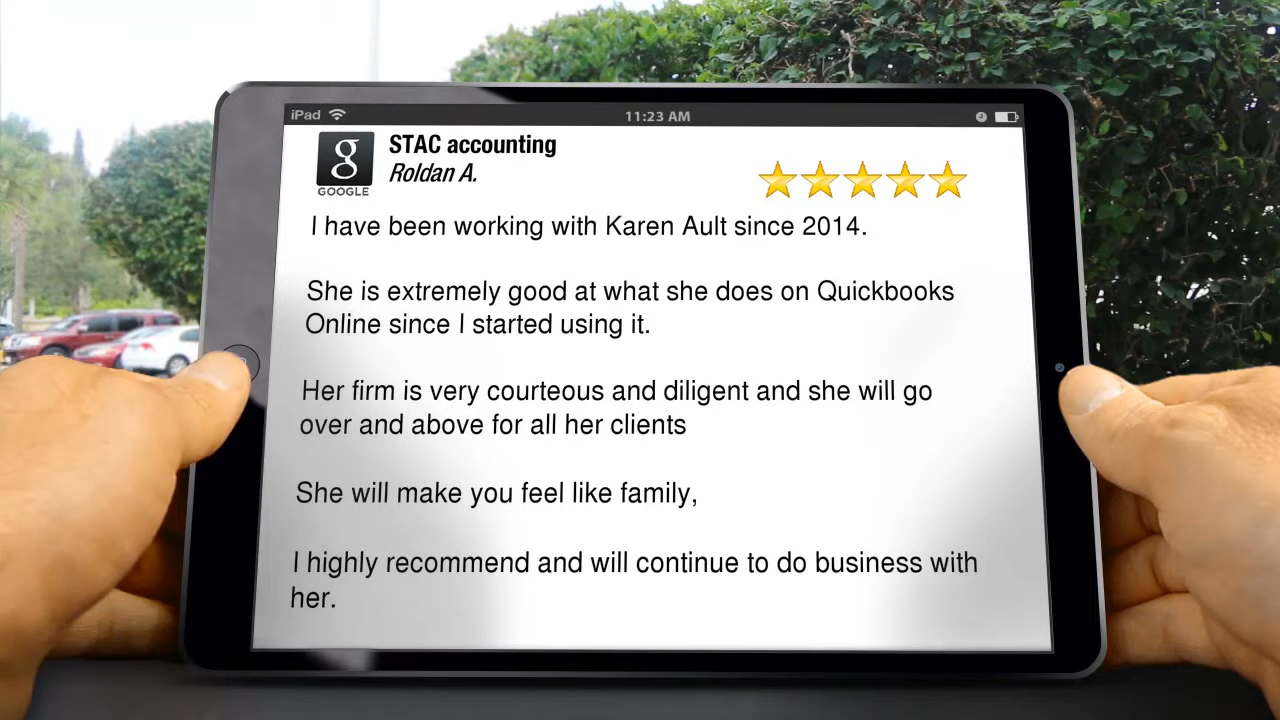 iPad
11:23 AM
g
GOOGLE
STAC accounting
Roldan A.
I have been working with Karen Ault since 2014.
She is extremely good at what she does on Quickbooks
Online since I started using it.
Her firm is very courteous and diligent and she will go
over and above for all her clients
She will make you feel like family,
I highly recommend and will continue to do business with
her.